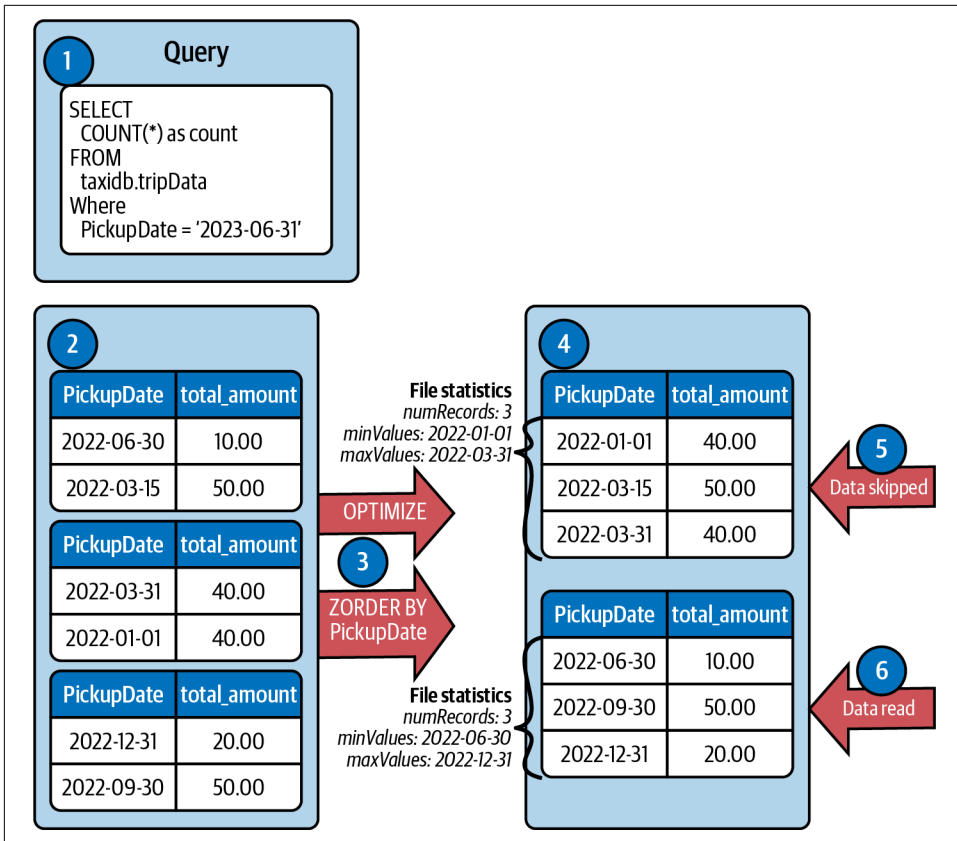 1
Query
SELECT
COUNT(*) as count
FROM
taxidb.tripData
Where
PickupDate = ‘2023-06-31’
2
PickupDate total_amount
2022-06-30 10.00
2022-03-15 50.00
PickupDate total_amount
2022-03-31 40.00
2022-01-01 40.00
PickupDate total_amount
2022-12-31 20.00
2022-09-30 50.00
OPTIMIZE
3
ZORDER BY
PickupDate
File statistics
numRecords: 3
minValues: 2022-01-01
maxValues: 2022-03-31
File statistics
numRecords: 3
minValues: 2022-06-30
maxValues: 2022-12-31
4
PickupDate total_amount
2022-01-01 40.00
2022-03-15 50.00
2022-03-31 40.00
PickupDate total_amount
2022-06-30 10.00
2022-09-30 50.00
2022-12-31 20.00
5
Data skipped
6
Data read